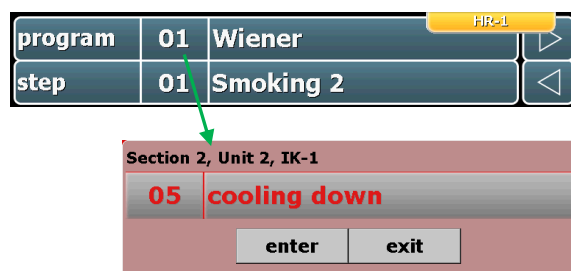 HR-1
program 01 Wiener
step 01 Smoking 2
Section 2, Unit 2, IK-1
05 cooling down
enter exit